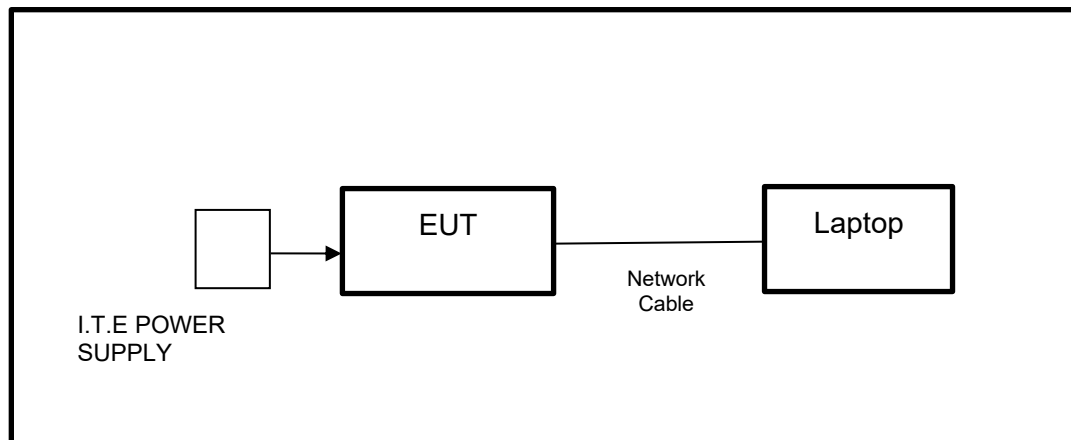 EUT
Laptop
Network
Cable
I.T.E POWER
SUPPLY